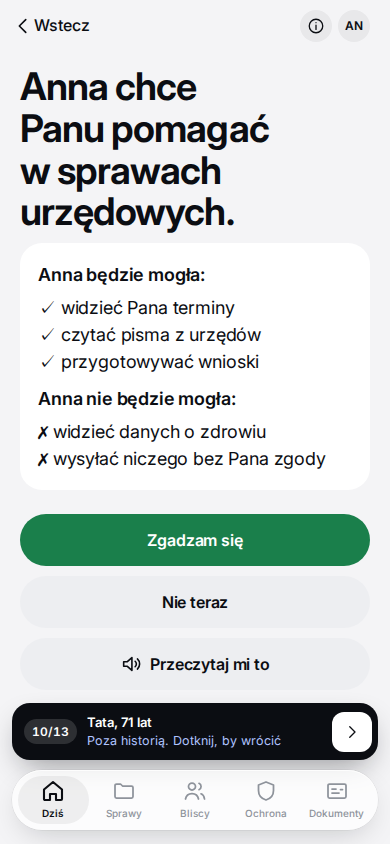 Wstecz
AN
Anna chce
Panu pomagać
w sprawach
urzędowych.
Anna będzie mogła:
✓ widzieć Pana terminy
✓ czytać pisma z urzędów
✓ przygotowywać wnioski
Anna nie będzie mogła:
✗ widzieć danych o zdrowiu
✗ wysyłać niczego bez Pana zgody
Zgadzam się
Nie teraz
Przeczytaj mi to
10/13
Tata, 71 lat
Poza historią. Dotknij, by wrócić
Dziś
Sprawy
Bliscy
Ochrona
Dokumenty